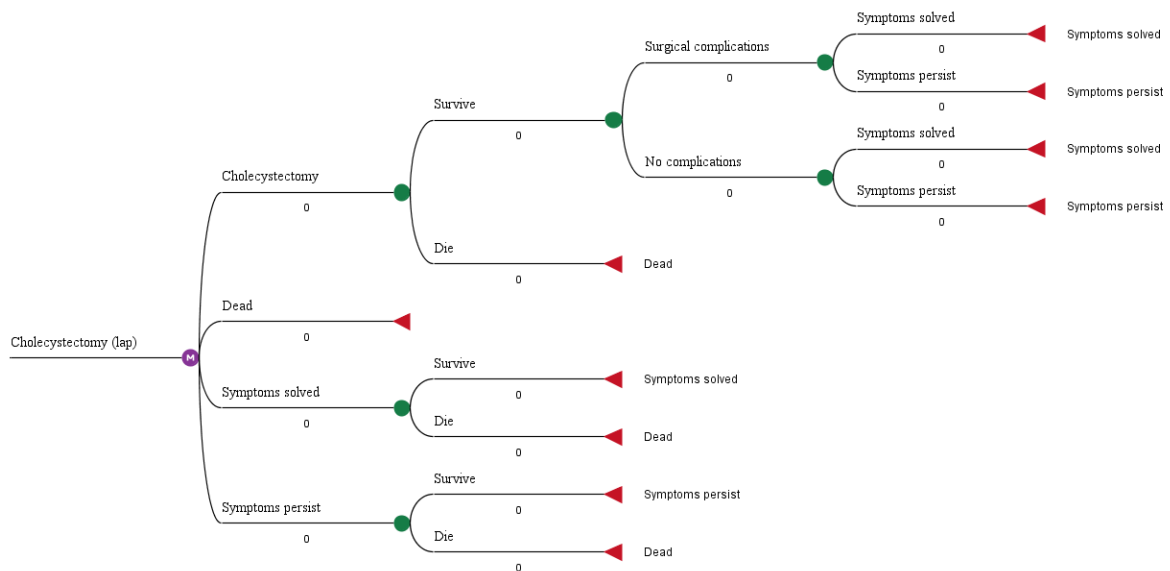 Symptoms solved
0
Symptoms solved
Surgical complications
0
Symptoms persist
0
Symptoms persist
Survive
0
Symptoms solved
0
Symptoms solved
No complications
0
Symptoms persist
0
Symptoms persist
Cholecystectomy
0
Die
0
Dead
Dead
0
Cholecystectomy (lap)
M
Survive
0
Symptoms solved
Symptoms solved
0
Die
0
Dead
Survive
0
Symptoms persist
Symptoms persist
0
Die
0
Dead